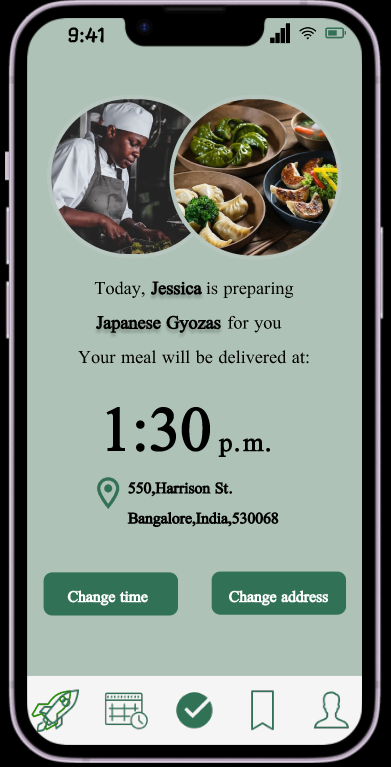 9:41
Today, Jessica is preparing
Japanese Gyozas for you
Your meal will be delivered at:
1:30 p.m.
550,Harrison St.
Bangalore,India,530068
Change time
Change address